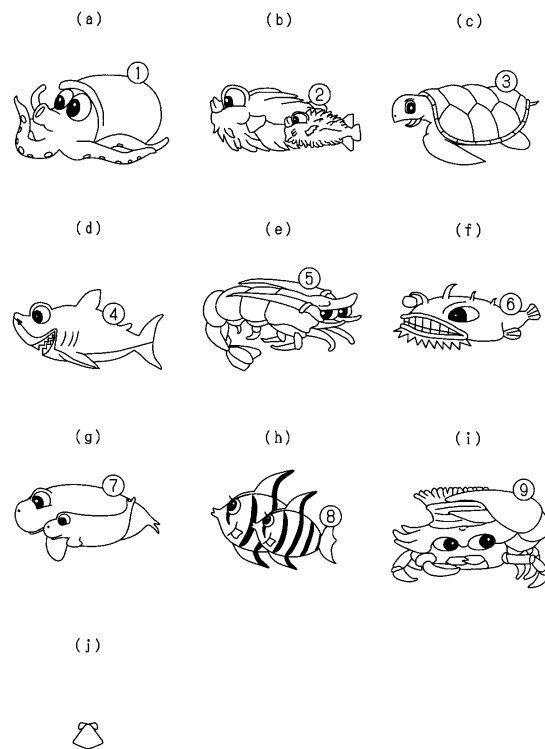 (a) (b) (c)
① ② ③
(d) (e) (f)
④ ⑤ ⑥
(g) (h) (i)
⑦ ⑧ ⑨
(j)